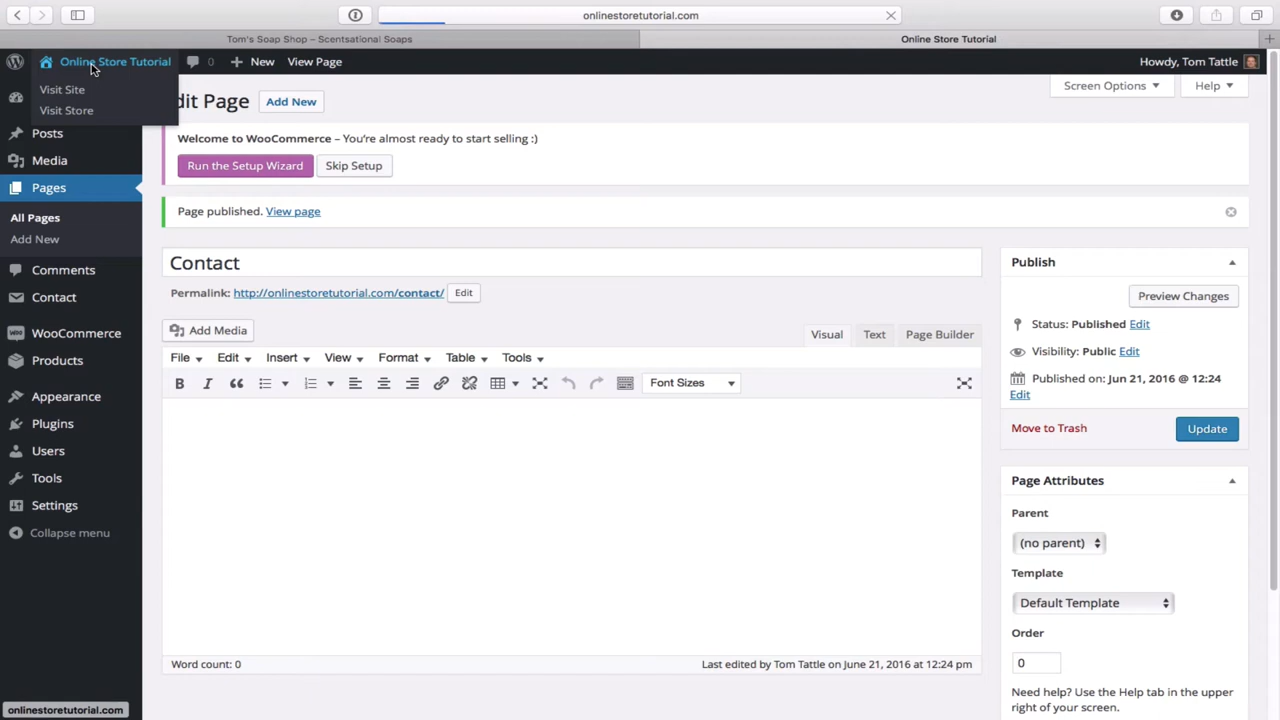 onlinestoretutorial.com
Tom's Soap Shop – Scentsational Soaps
Online Store Tutorial
Online Store Tutorial
0
New
View Page
Howdy, Tom Tattle
Visit Site
Visit Store
dit Page
Add New
Screen Options
Help
Welcome to WooCommerce – You're almost ready to start selling :)
Run the Setup Wizard
Skip Setup
Page published. View page
Posts
Media
Pages
All Pages
Add New
Comments
Contact
WooCommerce
Products
Appearance
Plugins
Users
Tools
Settings
Collapse menu
Contact
Permalink: http://onlinestoretutorial.com/contact/
Edit
Add Media
Visual
Text
Page Builder
File
Edit
Insert
View
Format
Table
Tools
B
I
Font Sizes
Word count: 0
Last edited by Tom Tattle on June 21, 2016 at 12:24 pm
Publish
Preview Changes
Status: Published Edit
Visibility: Public Edit
Published on: Jun 21, 2016 @ 12:24
Edit
Move to Trash
Update
Page Attributes
Parent
(no parent)
Template
Default Template
Order
0
Need help? Use the Help tab in the upper
right of your screen.
onlinestoretutorial.com